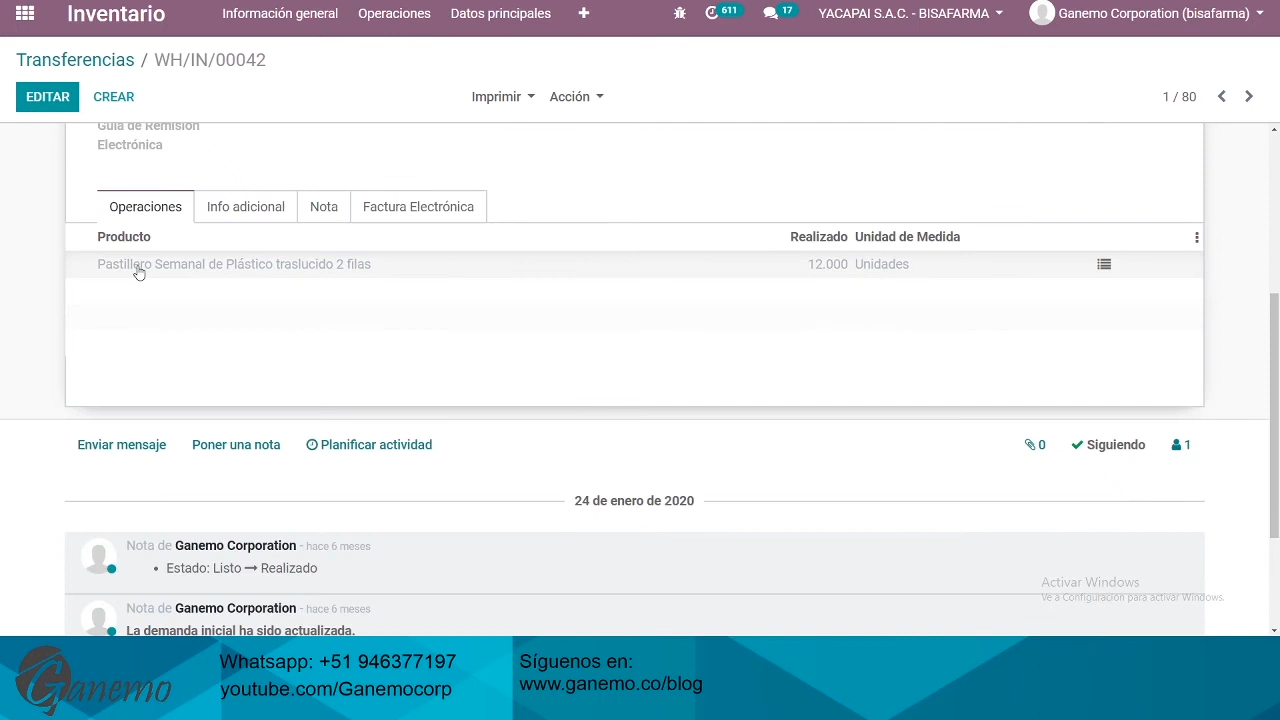 Inventario Información general Operaciones Datos principales 611 17 YACAPAI S.A.C. - BISAFARMA Ganemo Corporation (bisafarma)
Transferencias / WH/IN/00042
EDITAR CREAR Imprimir Acción 1 / 80
Guía de Remisión
Electrónica
Operaciones Info adicional Nota Factura Electrónica
Producto Realizado Unidad de Medida
Pastillero Semanal de Plástico traslucido 2 filas 12.000 Unidades
Enviar mensaje Poner una nota Planificar actividad 0 Siguiendo 1
24 de enero de 2020
Nota de Ganemo Corporation - hace 6 meses
• Estado: Listo → Realizado
Activar Windows
Ve a Configuración para activar Windows.
Nota de Ganemo Corporation - hace 6 meses
La demanda inicial ha sido actualizada.
Ganemo
Whatsapp: +51 946377197
youtube.com/Ganemocorp
Síguenos en:
www.ganemo.co/blog